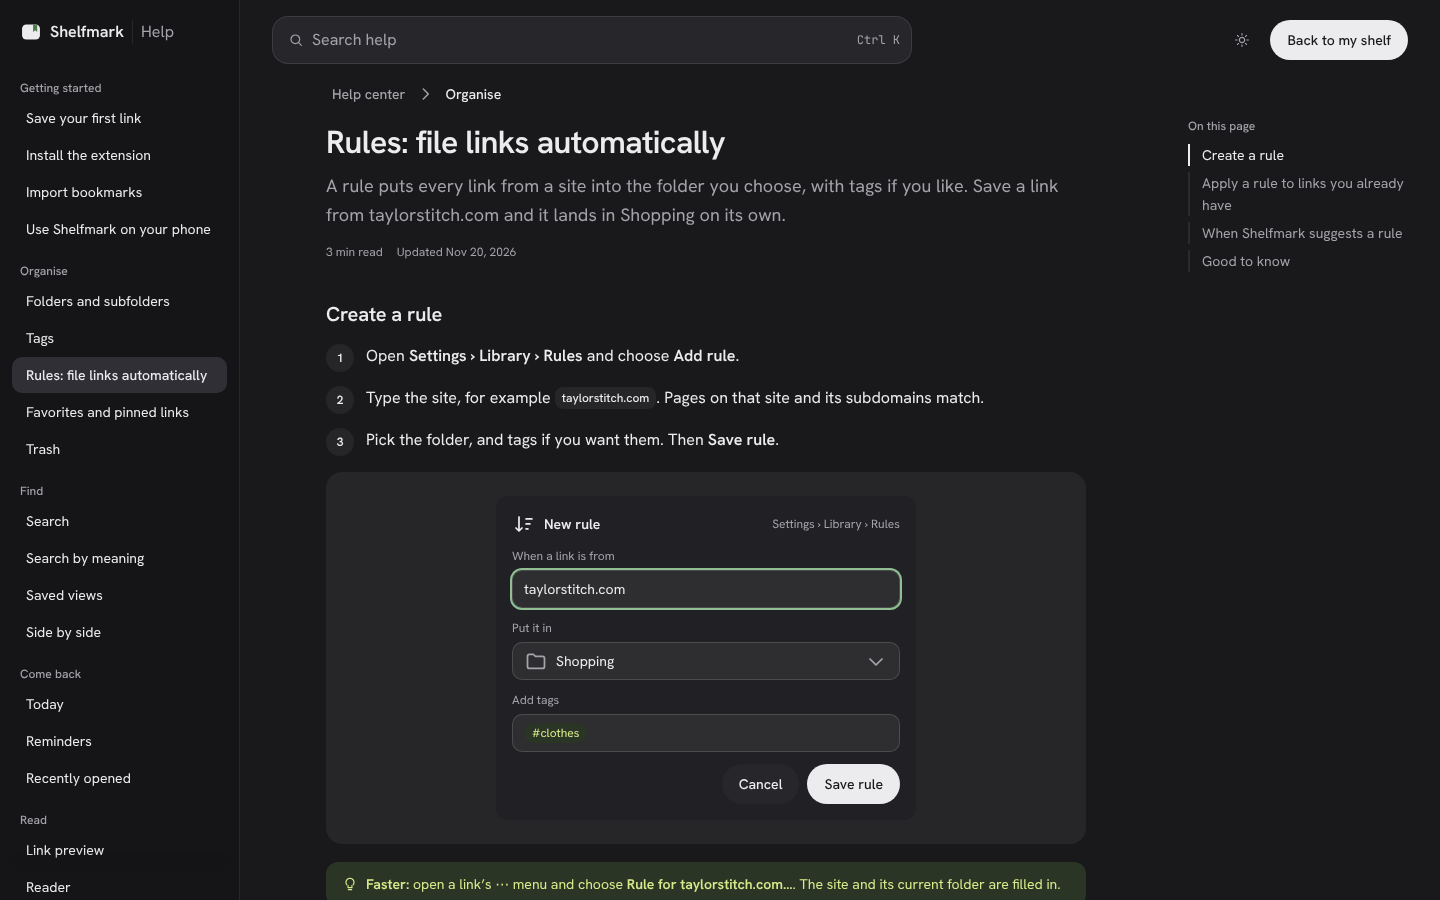 Shelfmark Help
Search help Ctrl K
Back to my shelf
Getting started
Save your first link
Install the extension
Import bookmarks
Use Shelfmark on your phone
Organise
Folders and subfolders
Tags
Rules: file links automatically
Favorites and pinned links
Trash
Find
Search
Search by meaning
Saved views
Side by side
Come back
Today
Reminders
Recently opened
Read
Link preview
Reader
Help center > Organise
Rules: file links automatically
A rule puts every link from a site into the folder you choose, with tags if you like. Save a link
from taylorstitch.com and it lands in Shopping on its own.
3 min read Updated Nov 20, 2026
Create a rule
1 Open Settings › Library › Rules and choose Add rule.
2 Type the site, for example taylorstitch.com. Pages on that site and its subdomains match.
3 Pick the folder, and tags if you want them. Then Save rule.
New rule Settings › Library › Rules
When a link is from
taylorstitch.com
Put it in
Shopping
Add tags
#clothes
Cancel Save rule
Faster: open a link’s ··· menu and choose Rule for taylorstitch.com…. The site and its current folder are filled in.
On this page
Create a rule
Apply a rule to links you already
have
When Shelfmark suggests a rule
Good to know